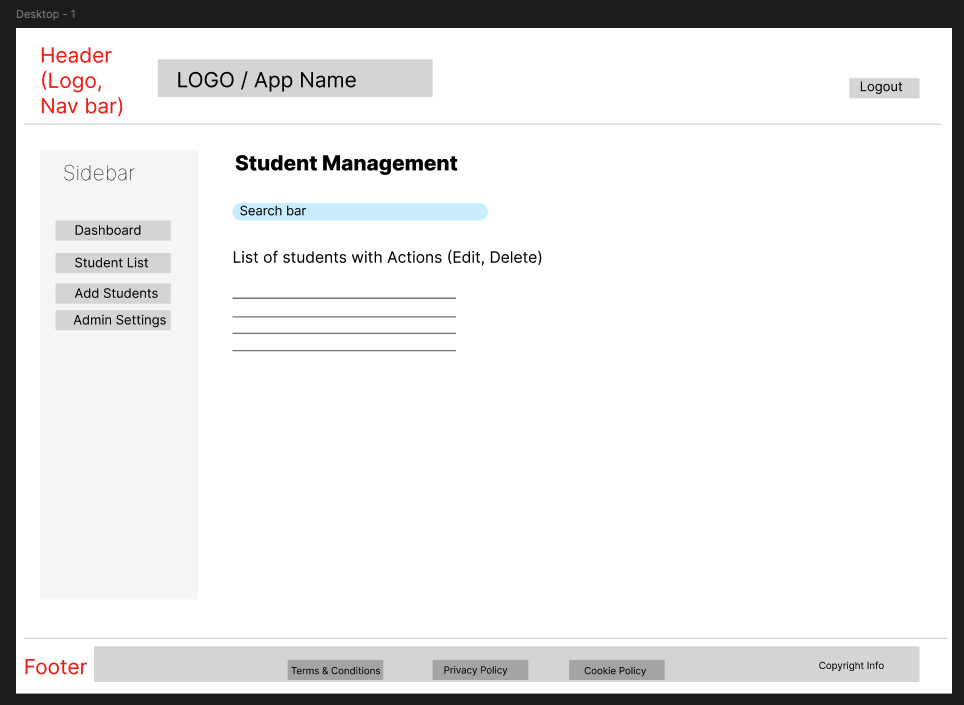 Desktop - 1
Header
(Logo,
Nav bar)
LOGO / App Name
Logout
Sidebar
Dashboard
Student List
Add Students
Admin Settings
Student Management
Search bar
List of students with Actions (Edit, Delete)
Footer
Terms & Conditions
Privacy Policy
Cookie Policy
Copyright Info